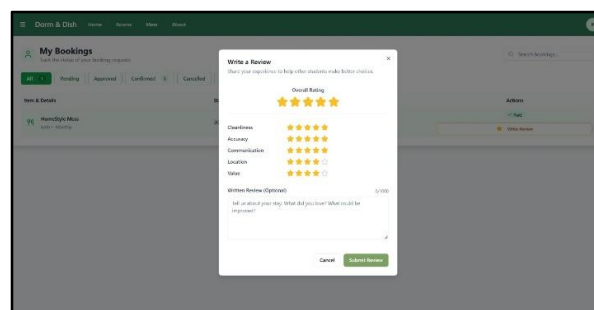 Dorm & Dish Home Rooms Mess About
My Bookings
Track the status of your booking requests
Search bookings...
All Pending Approved Confirmed Cancelled
Item & Details
Actions
HomeStyle Mess
Paid
Write Review
Write a Review
Share your experience to help other students make better choices.
Overall Rating
Cleanliness
Accuracy
Communication
Location
Value
Written Review (Optional)
Tell us about your stay. What did you love? What could be
improved?
Cancel Submit Review